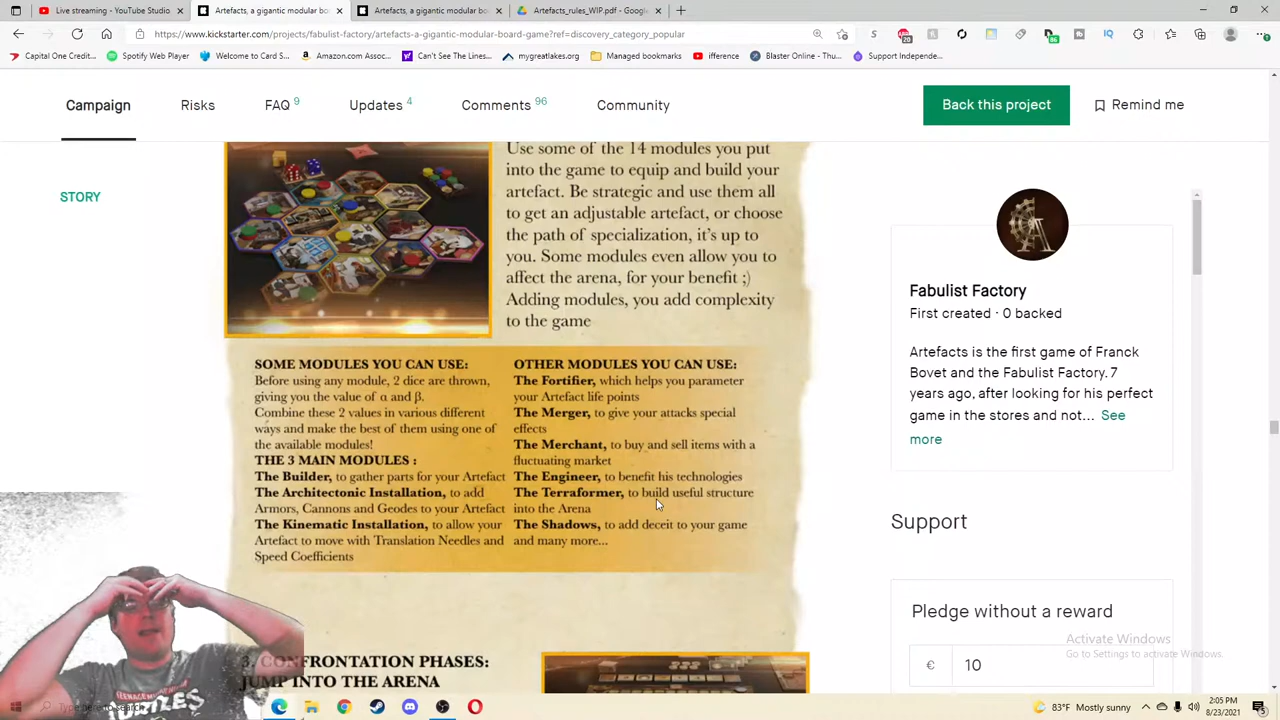 Live streaming - YouTube Studio
Artefacts, a gigantic modular bo
Artefacts, a gigantic modular bo
Artefacts_rules_WIP.pdf - Google
https://www.kickstarter.com/projects/fabulist-factory/artefacts-a-gigantic-modular-board-game?ref=discovery_category_popular
Capital One Credit...
Spotify Web Player
Welcome to Card S...
Amazon.com Assoc...
Can't See The Lines...
mygreatlakes.org
Managed bookmarks
ifference
Blaster Online - Thu...
Support Independe...
Campaign
Risks
FAQ 9
Updates 4
Comments 96
Community
Back this project
Remind me
STORY
Use some of the 14 modules you put
into the game to equip and build your
artefact. Be strategic and use them all
to get an adjustable artefact, or choose
the path of specialization, it's up to
you. Some modules even allow you to
affect the arena, for your benefit ;)
Adding modules, you add complexity
to the game
SOME MODULES YOU CAN USE:
Before using any module, 2 dice are thrown,
giving you the value of α and β.
Combine these 2 values in various different
ways and make the best of them using one of
the available modules!
THE 3 MAIN MODULES :
The Builder, to gather parts for your Artefact
The Architectonic Installation, to add
Armors, Cannons and Geodes to your Artefact
The Kinematic Installation, to allow your
Artefact to move with Translation Needles and
Speed Coefficients
OTHER MODULES YOU CAN USE:
The Fortifier, which helps you parameter
your Artefact life points
The Merger, to give your attacks special
effects
The Merchant, to buy and sell items with a
fluctuating market
The Engineer, to benefit his technologies
The Terraformer, to build useful structure
into the Arena
The Shadows, to add deceit to your game
and many more...
3. CONFRONTATION PHASES:
JUMP INTO THE ARENA
Fabulist Factory
First created · 0 backed
Artefacts is the first game of Franck
Bovet and the Fabulist Factory. 7
years ago, after looking for his perfect
game in the stores and not... See
more
Support
Pledge without a reward
€ 10
Activate Windows
Go to Settings to activate Windows.
Type here to search
83°F Mostly sunny
2:05 PM
8/23/2021